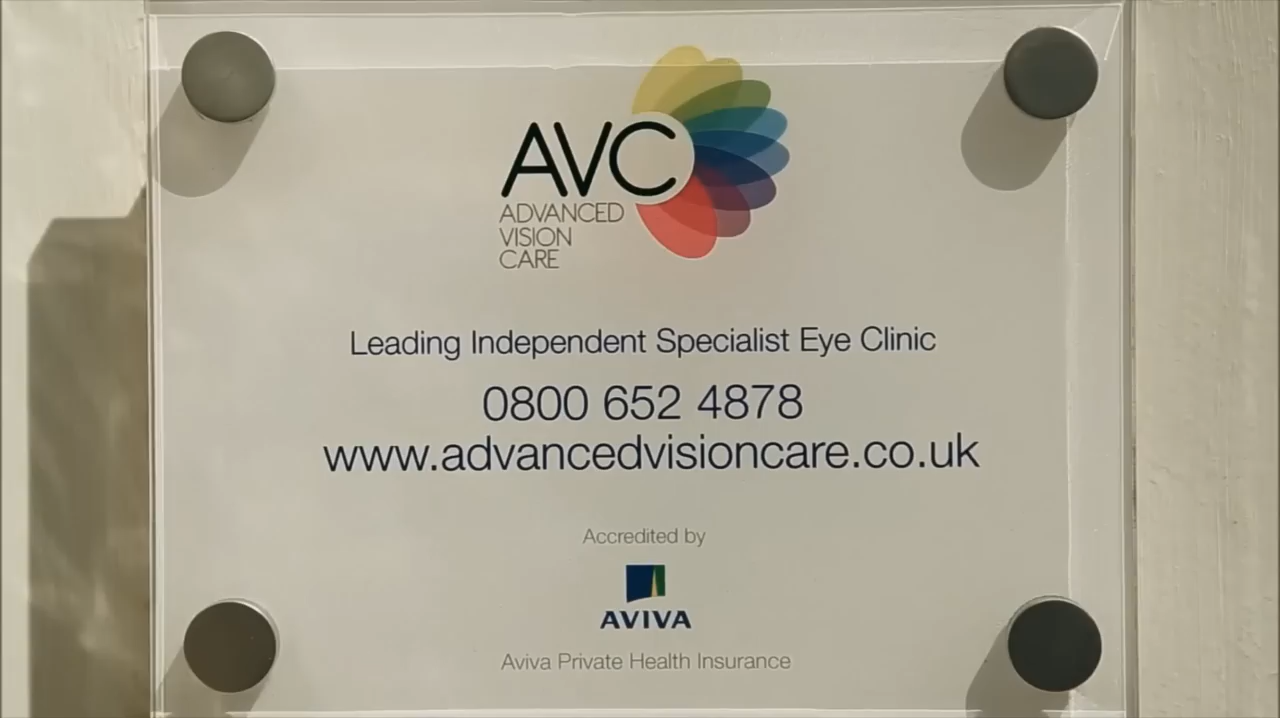 AVC
ADVANCED
VISION
CARE
Leading Independent Specialist Eye Clinic
0800 652 4878
www.advancedvisioncare.co.uk
Accredited by
AVIVA
Aviva Private Health Insurance